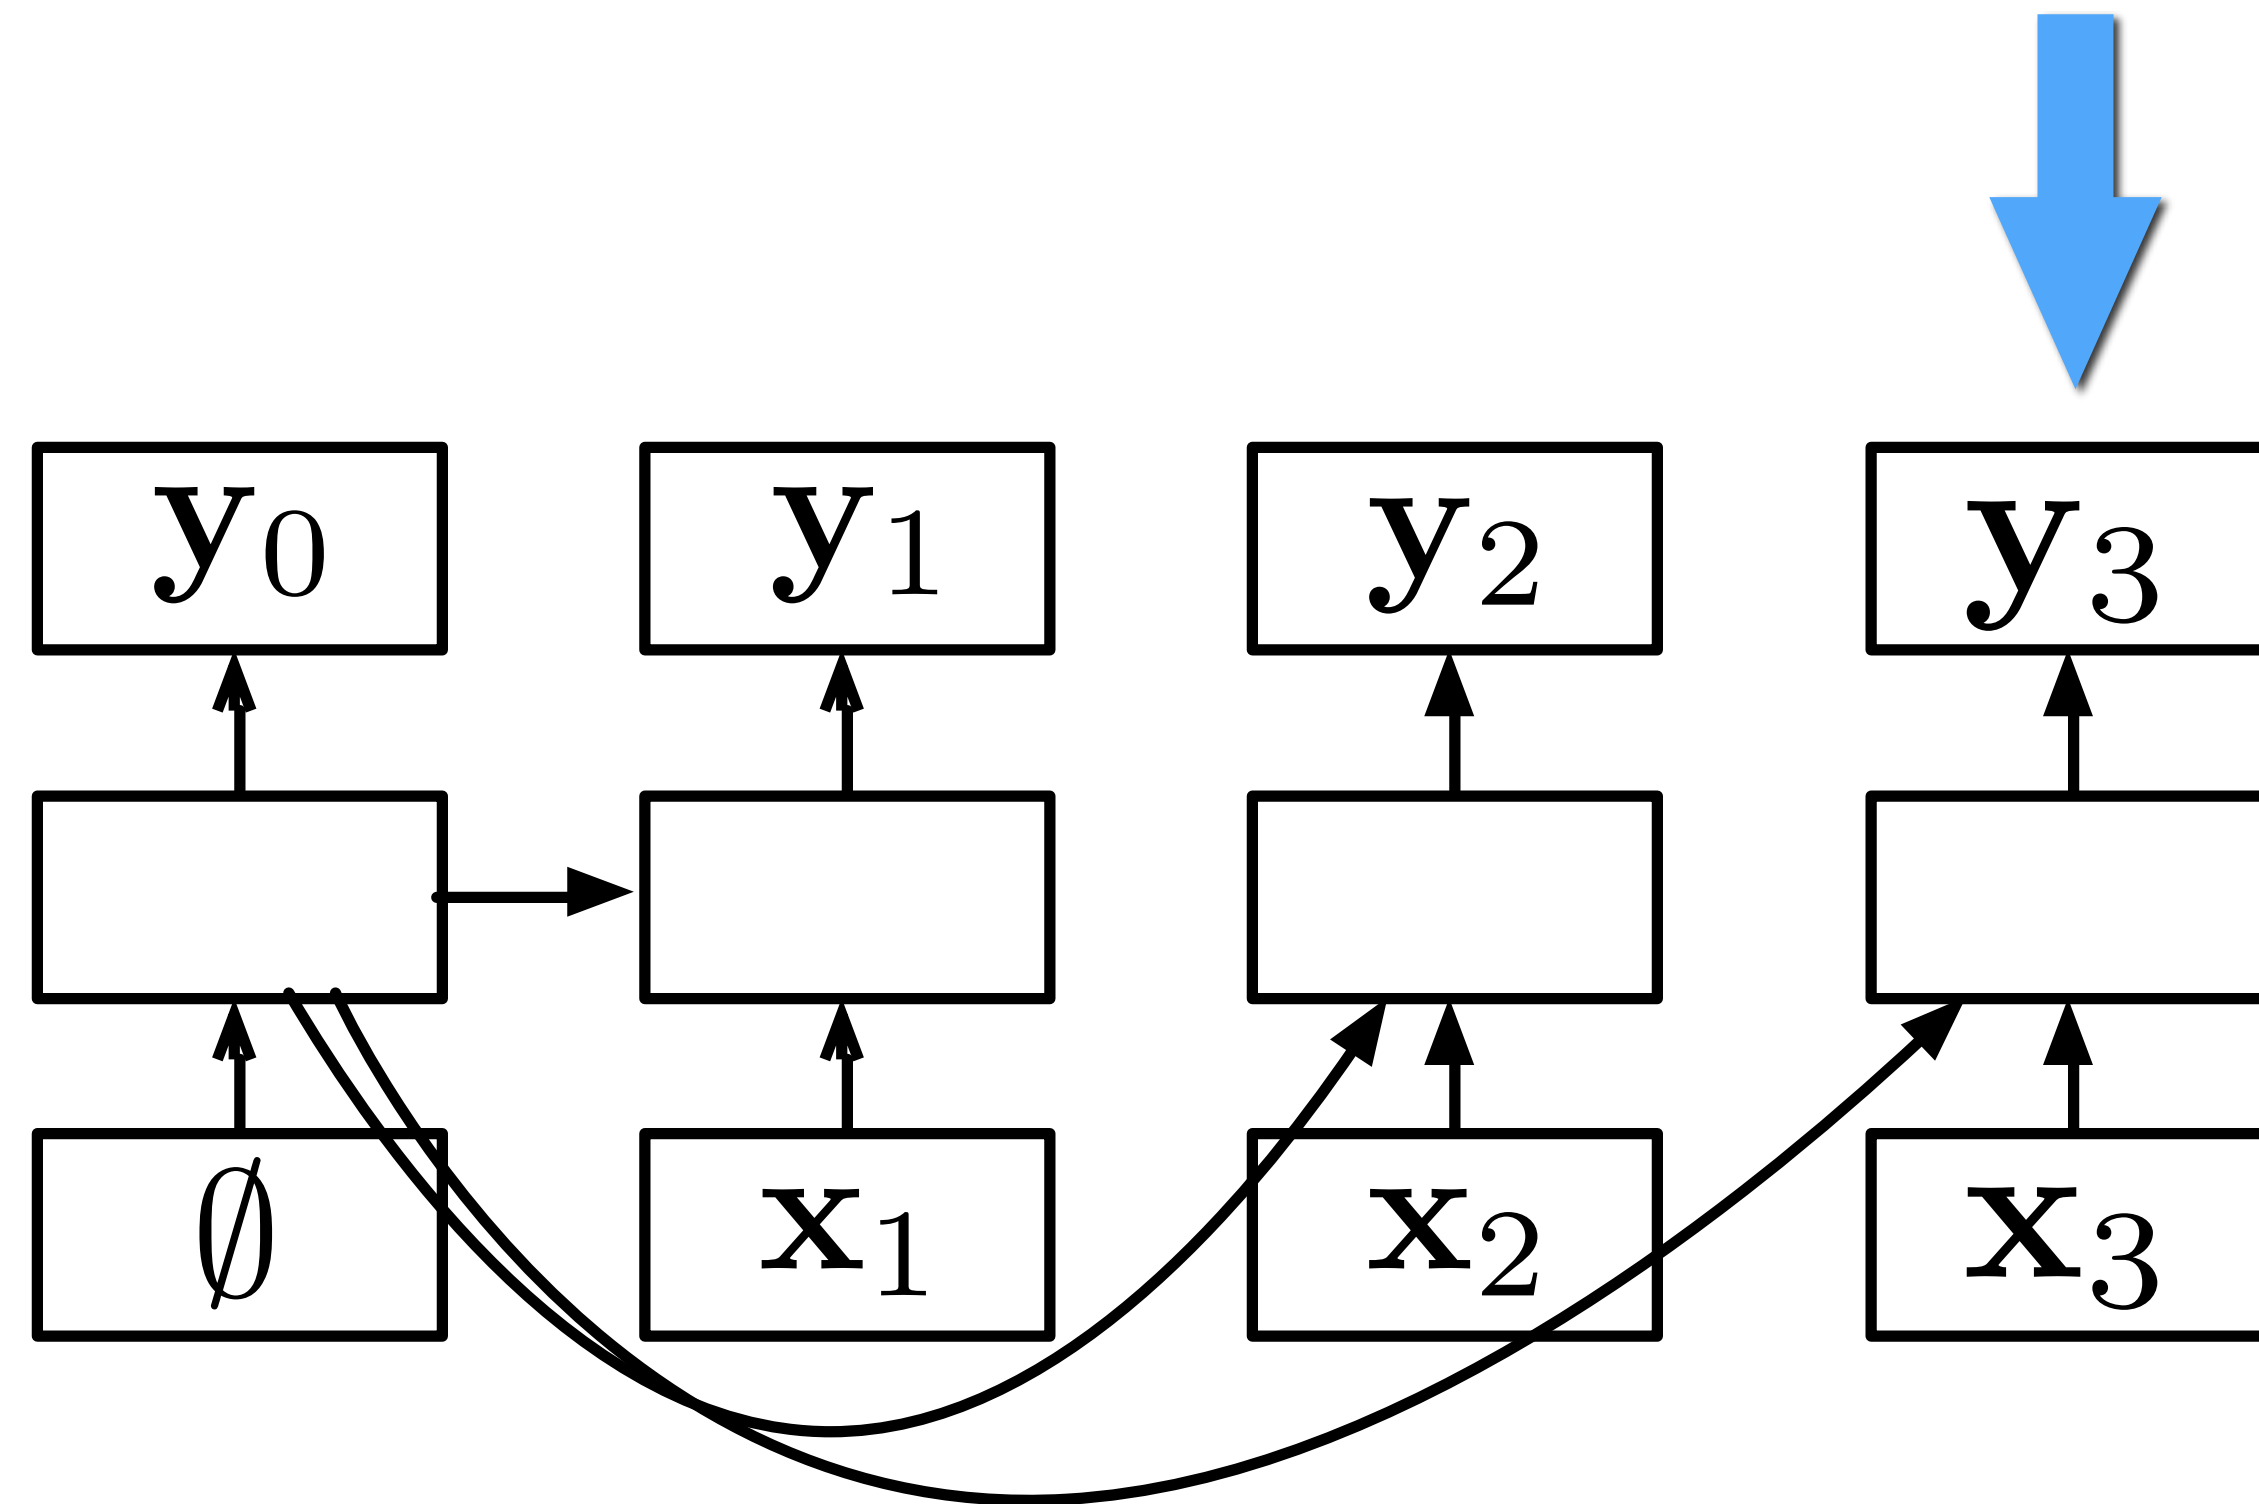 y₀ y₁ y₂ y₃
∅ x₁ x₂ x₃